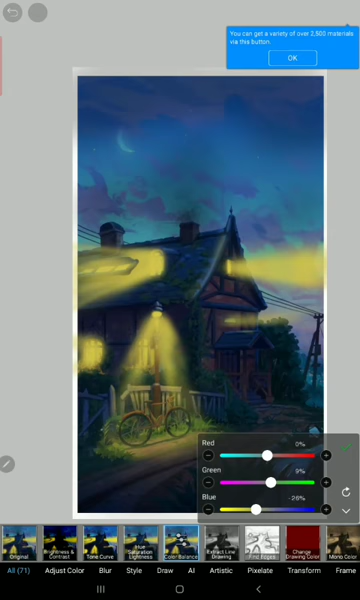 You can get a variety of over 2,800 materials
via this button.
OK
Red
0%
Green
9%
Blue
-26%
Original
Brightness & Contrast
Tone Curve
Hue Saturation Lightness
Color Balance
Extract Line Drawing
Find Edges
Change Drawing Color
Mono Color
All (71)
Adjust Color
Blur
Style
Draw
AI
Artistic
Pixelate
Transform
Frame